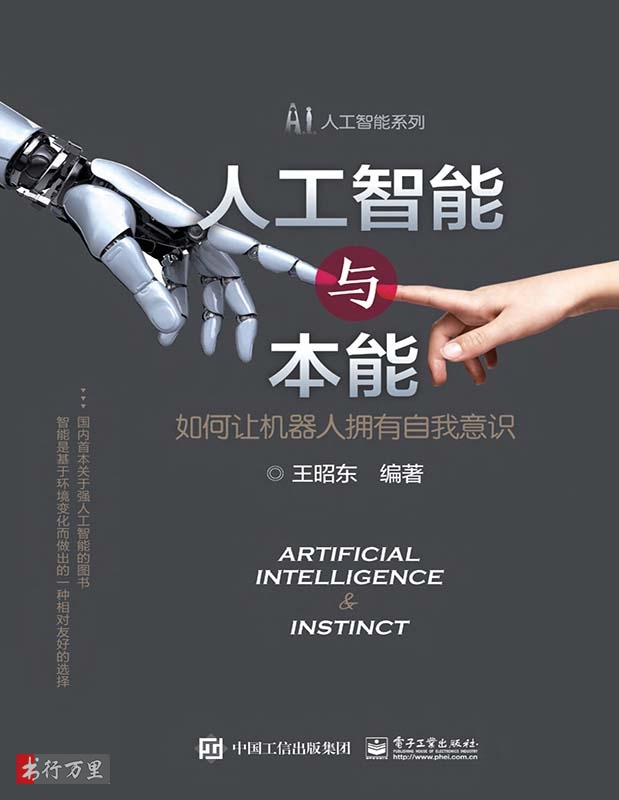 A.I. 人工智能系列
人工智能
与
本能
如何让机器人拥有自我意识
◎ 王昭东 编著
国内首本关于强人工智能的图书
智能是基于环境变化而做出的一种相对友好的选择
ARTIFICIAL
INTELLIGENCE
&
INSTINCT
中国工信出版集团
电子工业出版社
PUBLISHING HOUSE OF ELECTRONICS INDUSTRY
http://www.phei.com.cn
书行万里